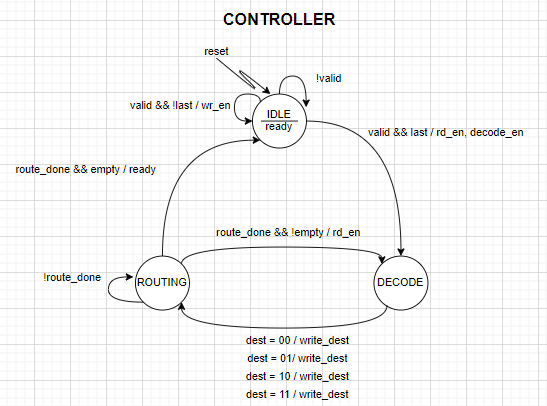 CONTROLLER
reset
!valid
valid && !last / wr_en
IDLE
ready
valid && last / rd_en, decode_en
route_done && empty / ready
route_done && !empty / rd_en
!route_done
ROUTING
DECODE
dest = 00 / write_dest
dest = 01/ write_dest
dest = 10 / write_dest
dest = 11 / write_dest